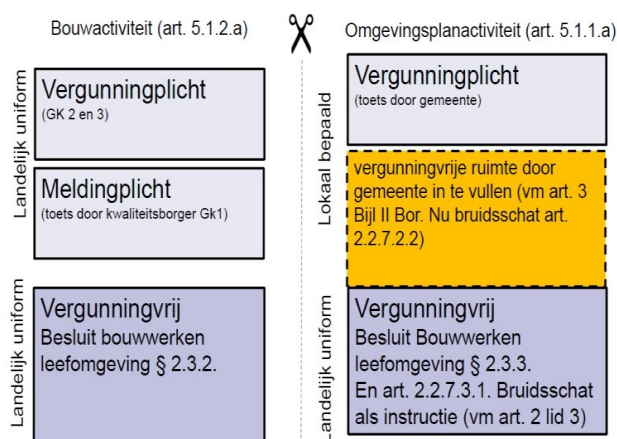 Bouwactiviteit (art. 5.1.2.a)
Landelijk uniform
Vergunningplicht
(GK 2 en 3)
Meldingplicht
(toets door kwaliteitsborger Gk1)
Landelijk uniform
Vergunningvrij
Besluit bouwwerken
leefomgeving § 2.3.2.
Omgevingsplanactiviteit (art. 5.1.1.a)
Lokaal bepaald
Vergunningplicht
(toets door gemeente)
vergunningvrije ruimte door
gemeente in te vullen (vm art. 3
Bijl II Bor. Nu bruidsschat art.
2.2.7.2.2)
Landelijk uniform
Vergunningvrij
Besluit Bouwwerken
leefomgeving § 2.3.3.
En art. 2.2.7.3.1. Bruidsschat
als instructie (vm art. 2 lid 3)